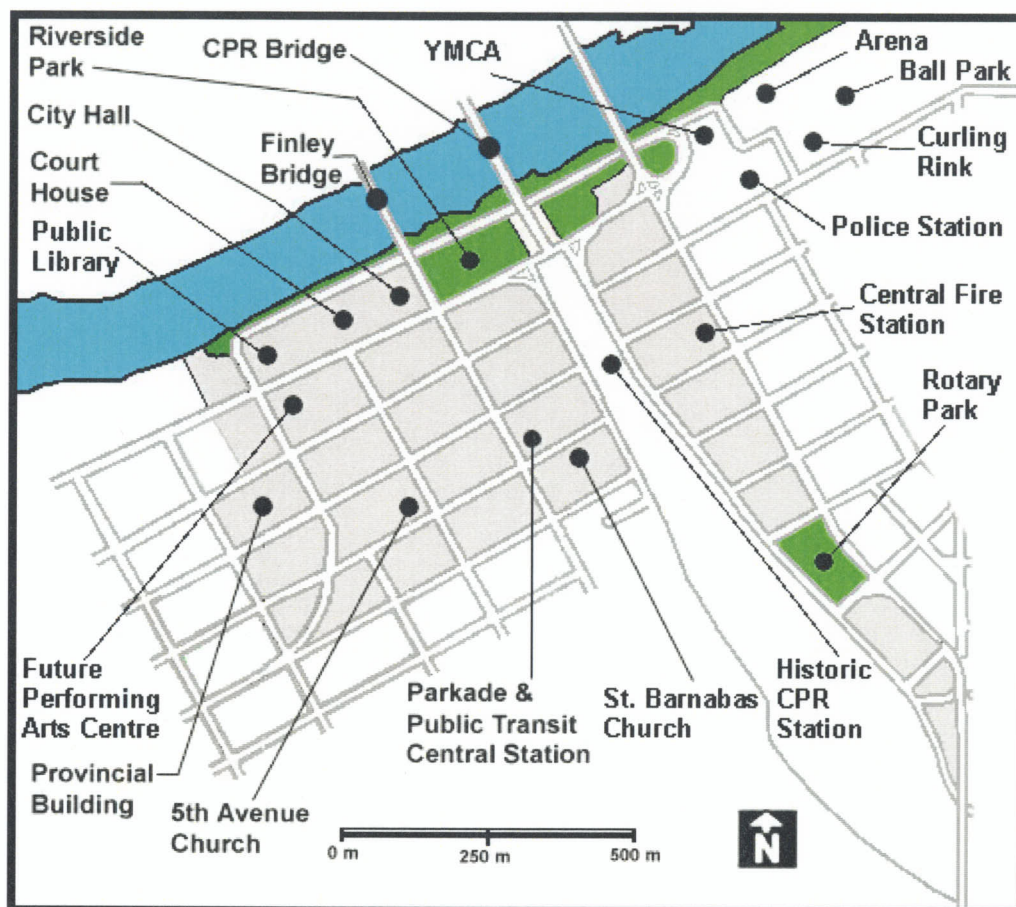 Riverside
Park
CPR Bridge
YMCA
Arena
Ball Park
City Hall
Finley
Bridge
Court
House
Curling
Rink
Public
Library
Police Station
Central Fire
Station
Rotary
Park
Future
Performing
Arts Centre
Parkade &
Public Transit
Central Station
St. Barnabas
Church
Historic
CPR
Station
Provincial
Building
5th Avenue
Church
0 m
250 m
500 m
N